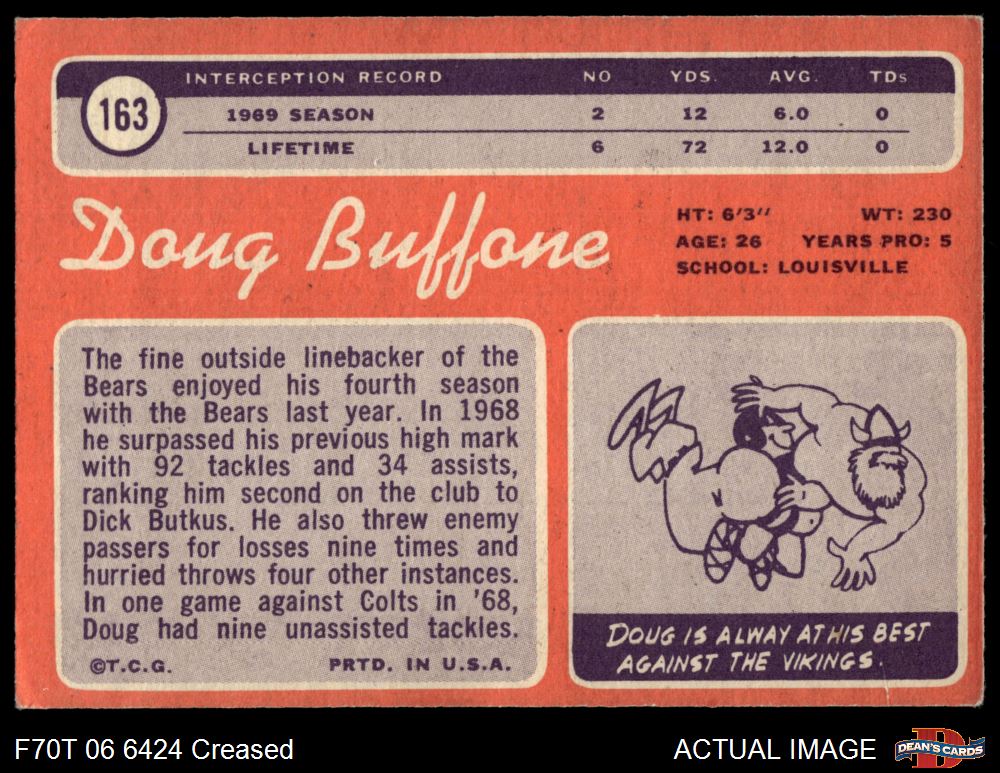 163
INTERCEPTION RECORD NO YDS. AVG. TDs
1969 SEASON 2 12 6.0 0
LIFETIME 6 72 12.0 0
Doug Buffone
HT: 6'3" WT: 230
AGE: 26 YEARS PRO: 5
SCHOOL: LOUISVILLE
The fine outside linebacker of the
Bears enjoyed his fourth season
with the Bears last year. In 1968
he surpassed his previous high mark
with 92 tackles and 34 assists,
ranking him second on the club to
Dick Butkus. He also threw enemy
passers for losses nine times and
hurried throws four other instances.
In one game against Colts in '68,
Doug had nine unassisted tackles.
©T.C.G. PRTD. IN U.S.A.
DOUG IS ALWAY AT HIS BEST
AGAINST THE VIKINGS.
F70T 06 6424 Creased
ACTUAL IMAGE
D
DEAN'S CARDS